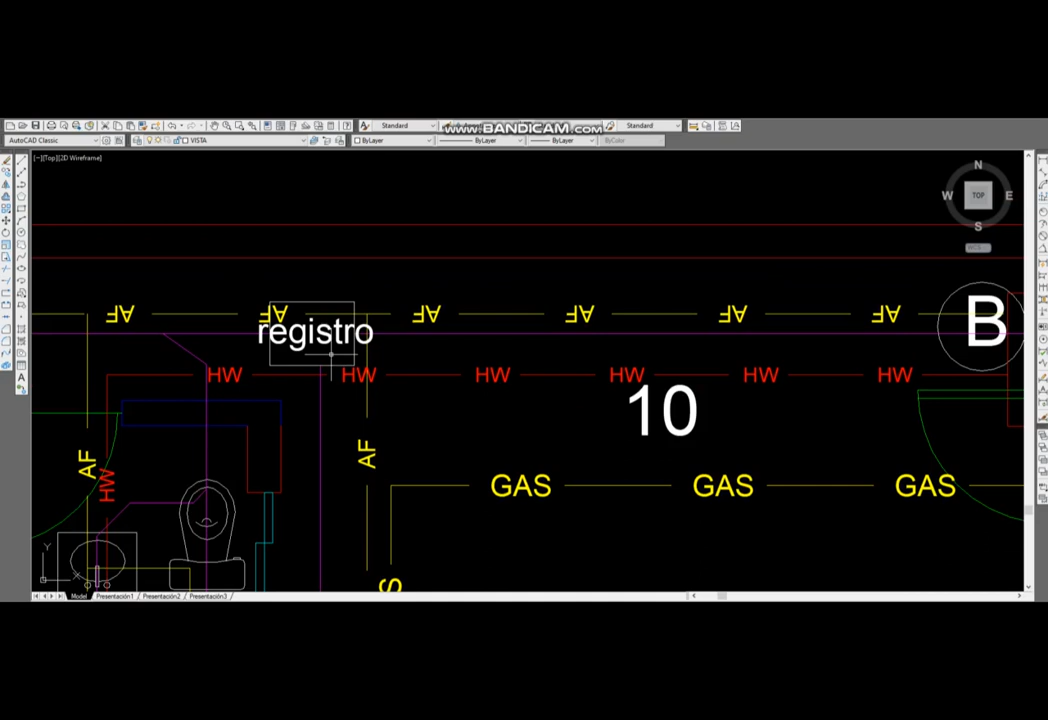 Standard
WWW.BANDICAM.COM
Standard
AutoCAD Classic
VISTA
ByLayer
ByLayer
ByLayer
ByColor
[−][Top][2D Wireframe]
N
W
TOP
E
S
AF
AF
AF
AF
AF
AF
registro
B
HW
HW
HW
HW
HW
HW
10
AF
AF
HW
GAS
GAS
GAS
S
Y
X
Model
Presentación1
Presentación2
Presentación3